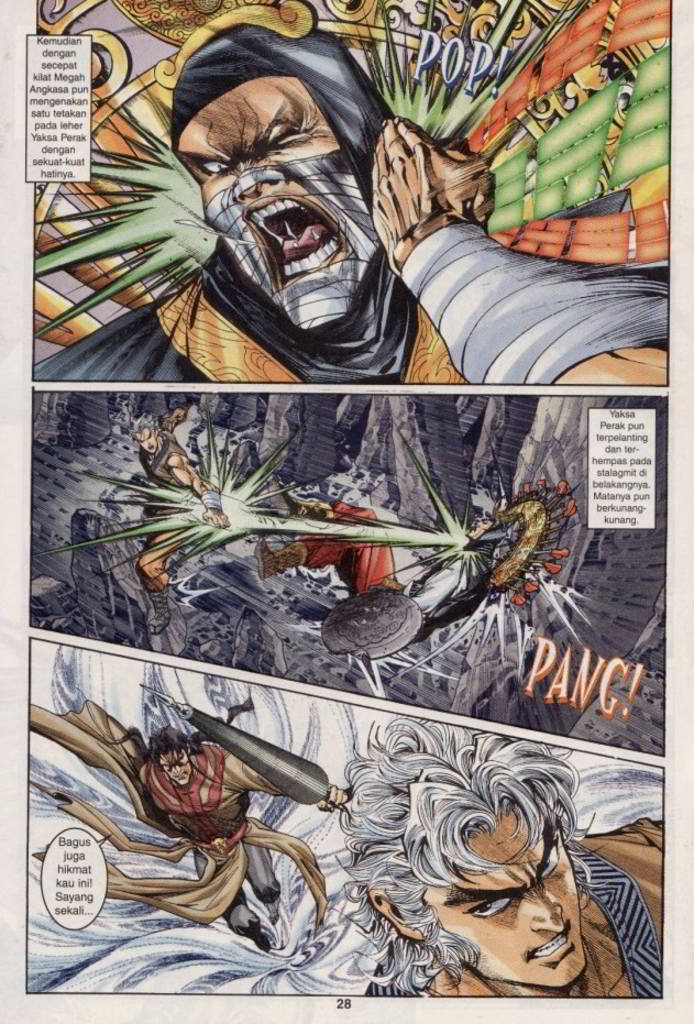 Kemudian
dengan
secepat
kilat Megah
Angkasa pun
mengenakan
satu tetakan
pada leher
Yaksa Perak
dengan
sekuat-kuat
hatinya.
POP!
Yaksa
Perak pun
terpelanting
dan ter-
hempas pada
stalagmit di
belakangnya.
Matanya pun
berkunang-
kunang.
PANG!
Bagus
juga
hikmat
kau ini!
Sayang
sekali...
28